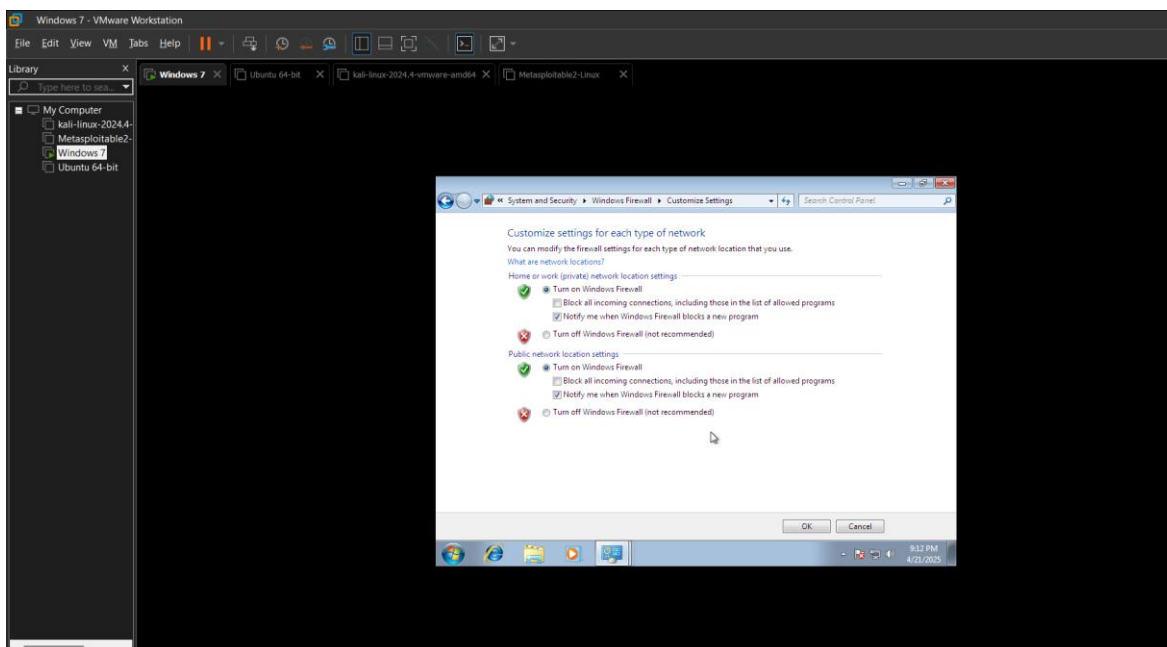 Windows 7 - VMware Workstation
File Edit View VM Tabs Help
Library X
Type here to sea...
Windows 7 X Ubuntu 64-bit X kali-linux-2024.4-vmware-amd64 X Metasploitable2-Linux X
My Computer
kali-linux-2024.4-
Metasploitable2-
Windows 7
Ubuntu 64-bit
« System and Security ▸ Windows Firewall ▸ Customize Settings Search Control Panel
Customize settings for each type of network
You can modify the firewall settings for each type of network location that you use.
What are network locations?
Home or work (private) network location settings
Turn on Windows Firewall
Block all incoming connections, including those in the list of allowed programs
Notify me when Windows Firewall blocks a new program
Turn off Windows Firewall (not recommended)
Public network location settings
Turn on Windows Firewall
Block all incoming connections, including those in the list of allowed programs
Notify me when Windows Firewall blocks a new program
Turn off Windows Firewall (not recommended)
OK Cancel
9:12 PM
4/21/2025